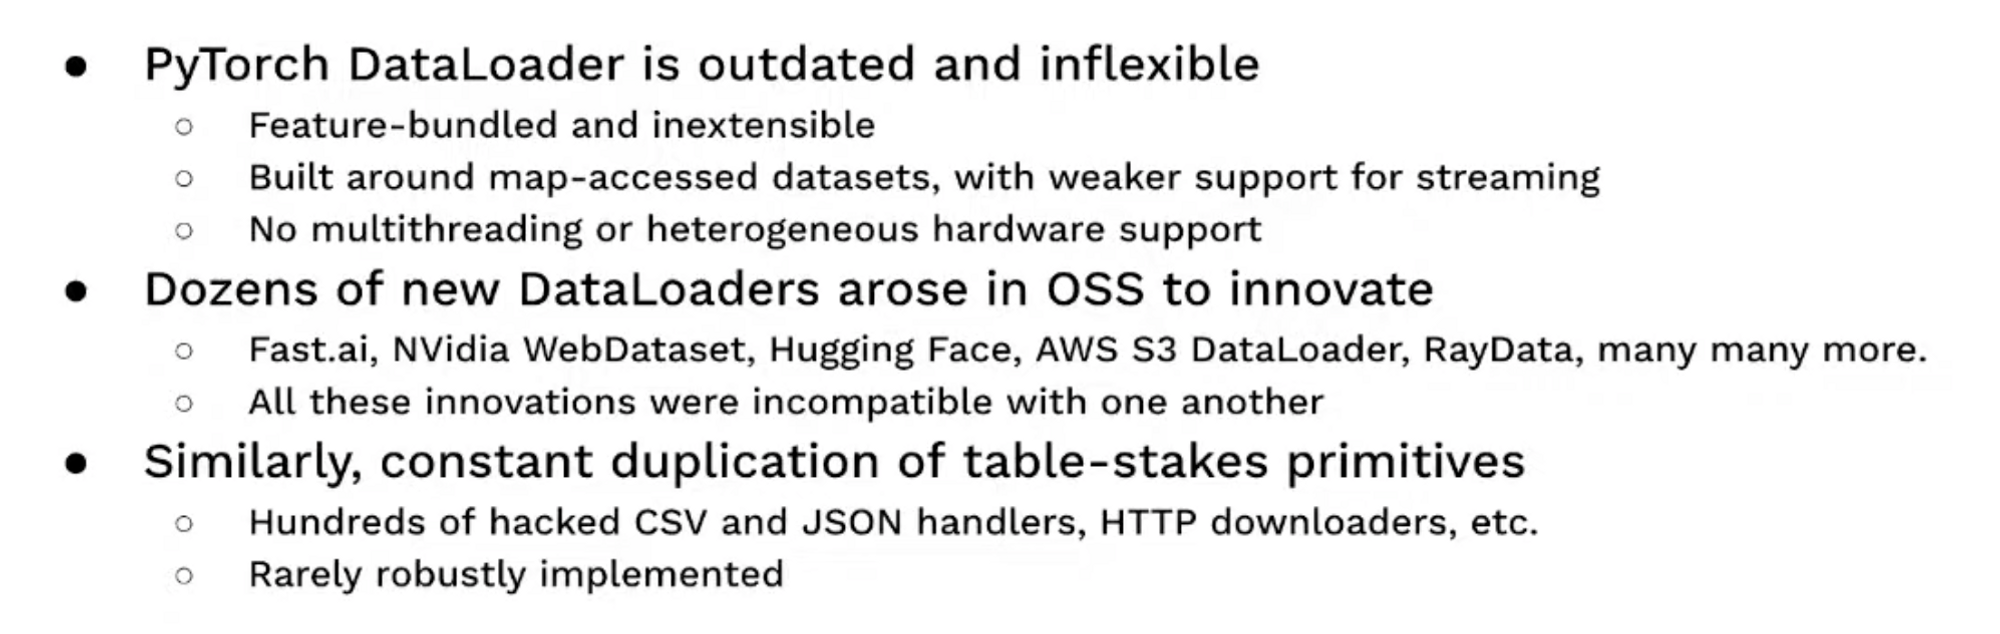 ● PyTorch DataLoader is outdated and inflexible
○ Feature-bundled and inextensible
○ Built around map-accessed datasets, with weaker support for streaming
○ No multithreading or heterogeneous hardware support
● Dozens of new DataLoaders arose in OSS to innovate
○ Fast.ai, NVidia WebDataset, Hugging Face, AWS S3 DataLoader, RayData, many many more.
○ All these innovations were incompatible with one another
● Similarly, constant duplication of table-stakes primitives
○ Hundreds of hacked CSV and JSON handlers, HTTP downloaders, etc.
○ Rarely robustly implemented